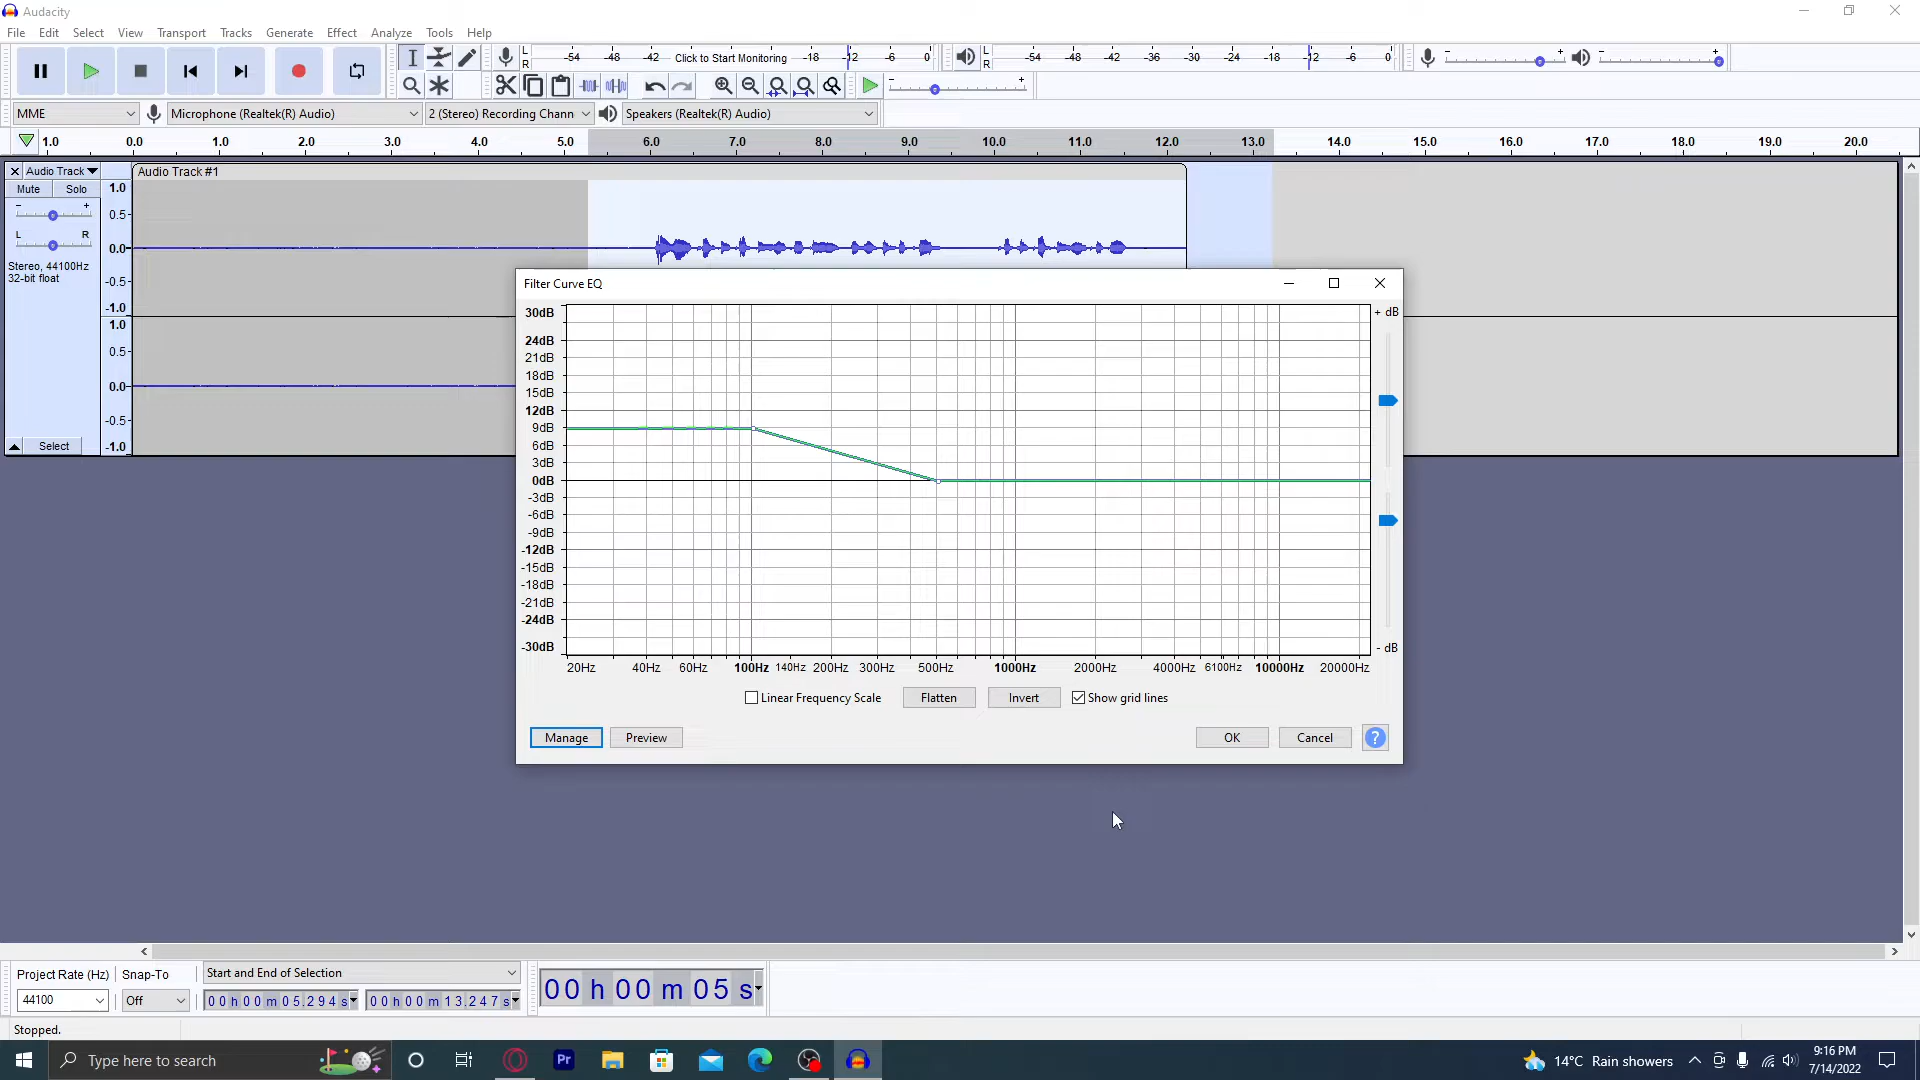 Audacity
File Edit Select View Transport Tracks Generate Effect Analyze Tools Help
L R -54 -48 -42 Click to Start Monitoring -18 -12 -6 0 L R -54 -48 -42 -36 -30 -24 -18 -12 -6 0 - + - +
- +
MME Microphone (Realtek(R) Audio) 2 (Stereo) Recording Chann Speakers (Realtek(R) Audio)
1.0 0.0 1.0 2.0 3.0 4.0 5.0 6.0 7.0 8.0 9.0 10.0 11.0 12.0 13.0 14.0 15.0 16.0 17.0 18.0 19.0 20.0
Audio Track Audio Track #1
Mute Solo
- +
L R
Stereo, 44100Hz
32-bit float
Select
1.0
0.5
0.0
-0.5
-1.0
1.0
0.5
0.0
-0.5
-1.0
Filter Curve EQ
+ dB
30dB
24dB
21dB
18dB
15dB
12dB
9dB
6dB
3dB
0dB
-3dB
-6dB
-9dB
-12dB
-15dB
-18dB
-21dB
-24dB
-30dB
- dB
20Hz 40Hz 60Hz 100Hz 140Hz 200Hz 300Hz 500Hz 1000Hz 2000Hz 4000Hz 6100Hz 10000Hz 20000Hz
Linear Frequency Scale Flatten Invert Show grid lines
Manage Preview OK Cancel ?
Project Rate (Hz) Snap-To Start and End of Selection
44100 Off 00 h 00 m 05.294 s 00 h 00 m 13.247 s 00 h 00 m 05 s
Stopped.
Type here to search Pr 14°C Rain showers 9:16 PM
7/14/2022